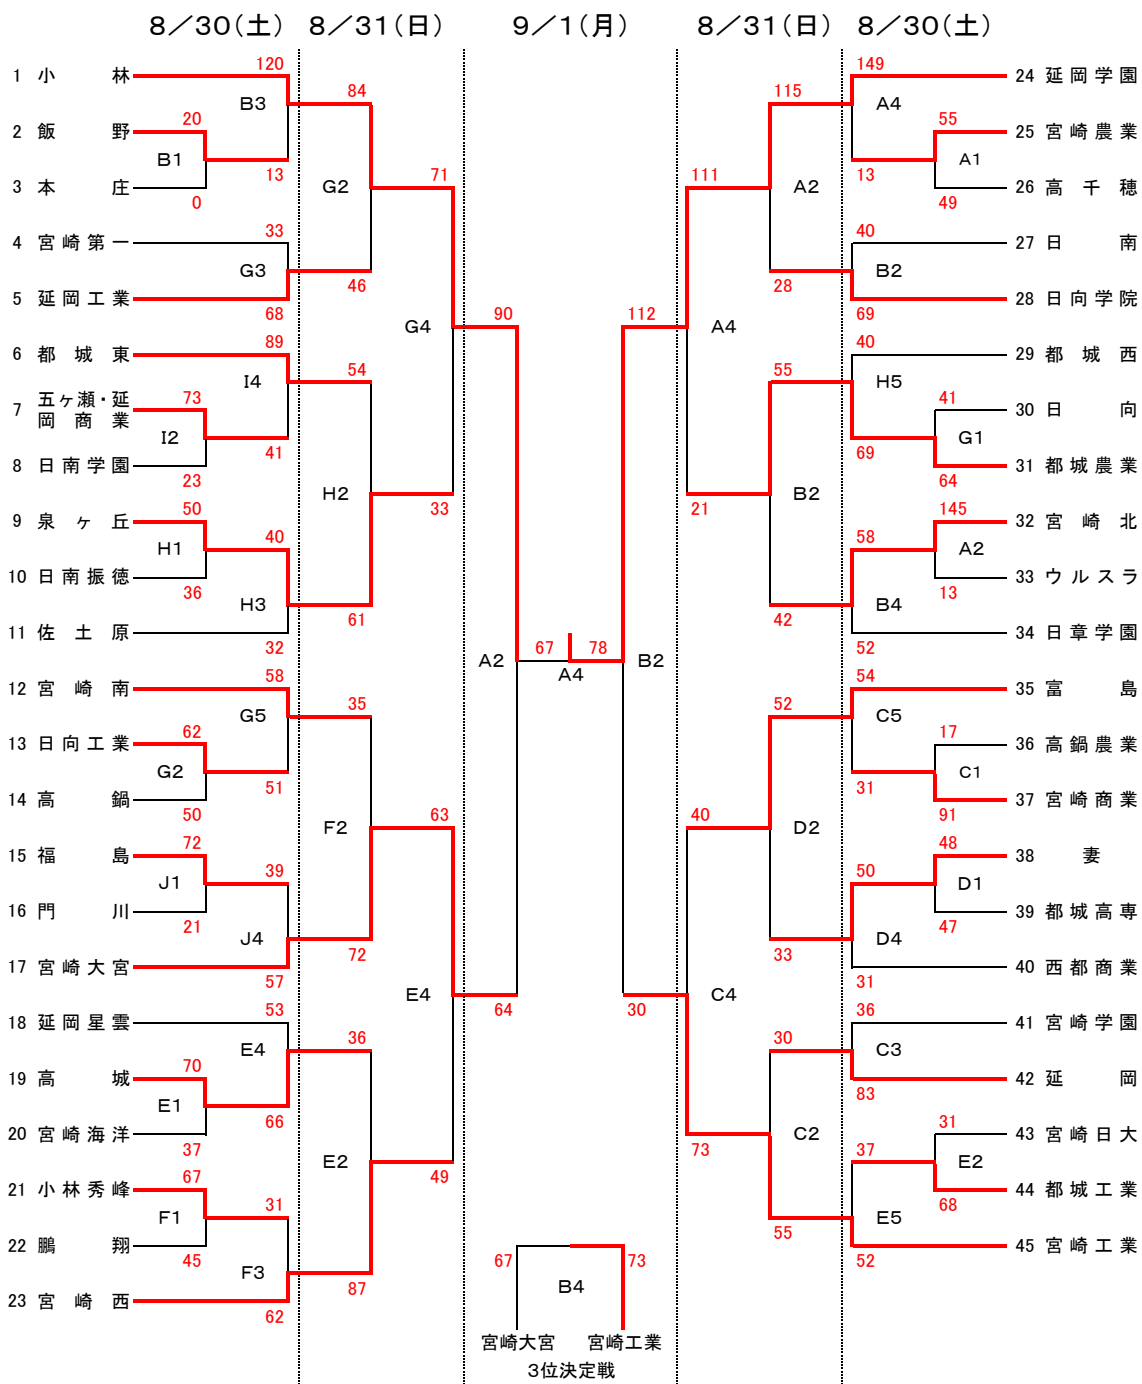 8／30（土） 8／31（日） 9／1（月） 8／31（日） 8／30（土）
1 小林
2 飯野
3 本庄
4 宮崎第一
5 延岡工業
6 都城東
7 五ヶ瀬・延
岡商業
8 日南学園
9 泉ヶ丘
10 日南振徳
11 佐土原
12 宮崎南
13 日向工業
14 高鍋
15 福島
16 門川
17 宮崎大宮
18 延岡星雲
19 高城
20 宮崎海洋
21 小林秀峰
22 鵬翔
23 宮崎西
120
B3
20
B1
13
0
33
G3
68
89
I4
73
I2
41
23
50
H1
40
36
H3
32
58
G5
62
G2
51
50
72
J1
39
21
J4
57
53
E4
70
E1
66
37
67
F1
31
45
F3
62
84
G2
46
54
H2
61
35
F2
72
36
E2
87
71
G4
33
63
E4
49
90
A2
64
67
A4
78
112
B2
30
67
B4
73
宮崎大宮 宮崎工業
3位決定戦
111
A4
21
40
C4
73
115
A2
28
55
B2
42
52
D2
33
30
C2
55
149
A4
55
A1
13
49
40
B2
69
40
H5
41
G1
69
64
145
58
A2
13
B4
52
54
C5
17
C1
31
91
48
50
D1
47
D4
31
36
C3
83
31
37
E2
68
E5
52
24 延岡学園
25 宮崎農業
26 高千穂
27 日南
28 日向学院
29 都城西
30 日向
31 都城農業
32 宮崎北
33 ウルスラ
34 日章学園
35 富島
36 高鍋農業
37 宮崎商業
38 妻
39 都城高専
40 西都商業
41 宮崎学園
42 延岡
43 宮崎日大
44 都城工業
45 宮崎工業